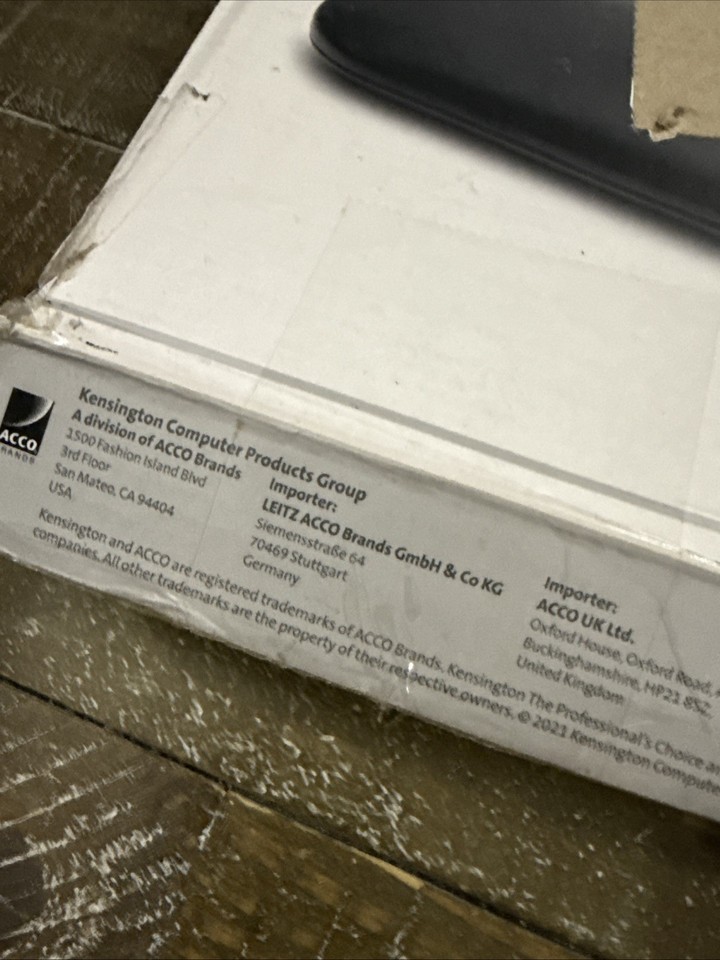 ACCO
BRANDS
Kensington Computer Products Group
A division of ACCO Brands
1500 Fashion Island Blvd
3rd Floor
San Mateo, CA 94404
USA
Importer:
LEITZ ACCO Brands GmbH & Co KG
Siemensstraße 64
70469 Stuttgart
Germany
Importer:
ACCO UK Ltd.
Oxford House, Oxford Road,
Buckinghamshire, HP21 8SZ,
United Kingdom
Kensington and ACCO are registered trademarks of ACCO Brands. Kensington The Professional's Choice
companies. All other trademarks are the property of their respective owners. © 2021 Kensington Compute